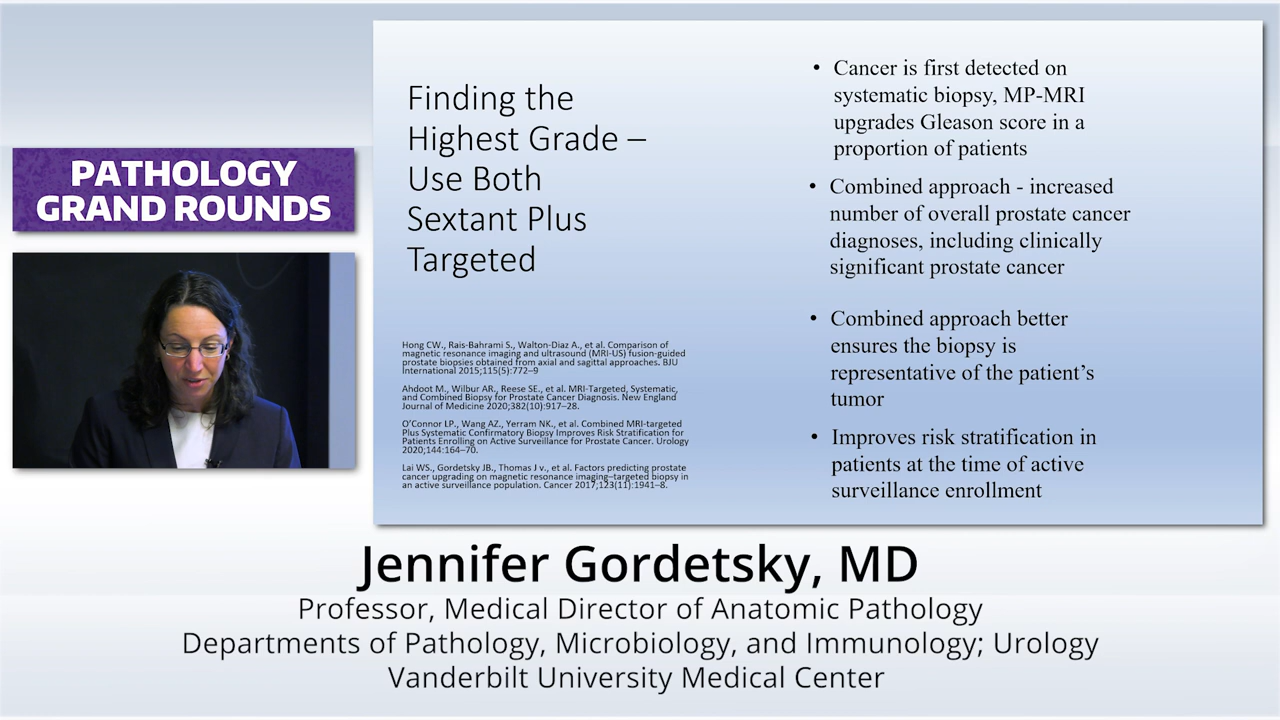 PATHOLOGY
GRAND ROUNDS
Finding the
Highest Grade –
Use Both
Sextant Plus
Targeted
Hong CW., Rais-Bahrami S., Walton-Diaz A., et al. Comparison of
magnetic resonance imaging and ultrasound (MRI-US) fusion-guided
prostate biopsies obtained from axial and sagittal approaches. BJU
International 2015;115(5):772–9
Ahdoot M., Wilbur AR., Reese SE., et al. MRI-Targeted, Systematic,
and Combined Biopsy for Prostate Cancer Diagnosis. New England
Journal of Medicine 2020;382(10):917–28.
O’Connor LP., Wang AZ., Yerram NK., et al. Combined MRI-targeted
Plus Systematic Confirmatory Biopsy Improves Risk Stratification for
Patients Enrolling on Active Surveillance for Prostate Cancer. Urology
2020;144:164–70.
Lai WS., Gordetsky JB., Thomas J v., et al. Factors predicting prostate
cancer upgrading on magnetic resonance imaging–targeted biopsy in
an active surveillance population. Cancer 2017;123(11):1941–8.
• Cancer is first detected on
systematic biopsy, MP-MRI
upgrades Gleason score in a
proportion of patients
• Combined approach - increased
number of overall prostate cancer
diagnoses, including clinically
significant prostate cancer
• Combined approach better
ensures the biopsy is
representative of the patient’s
tumor
• Improves risk stratification in
patients at the time of active
surveillance enrollment
Jennifer Gordetsky, MD
Professor, Medical Director of Anatomic Pathology
Departments of Pathology, Microbiology, and Immunology; Urology
Vanderbilt University Medical Center